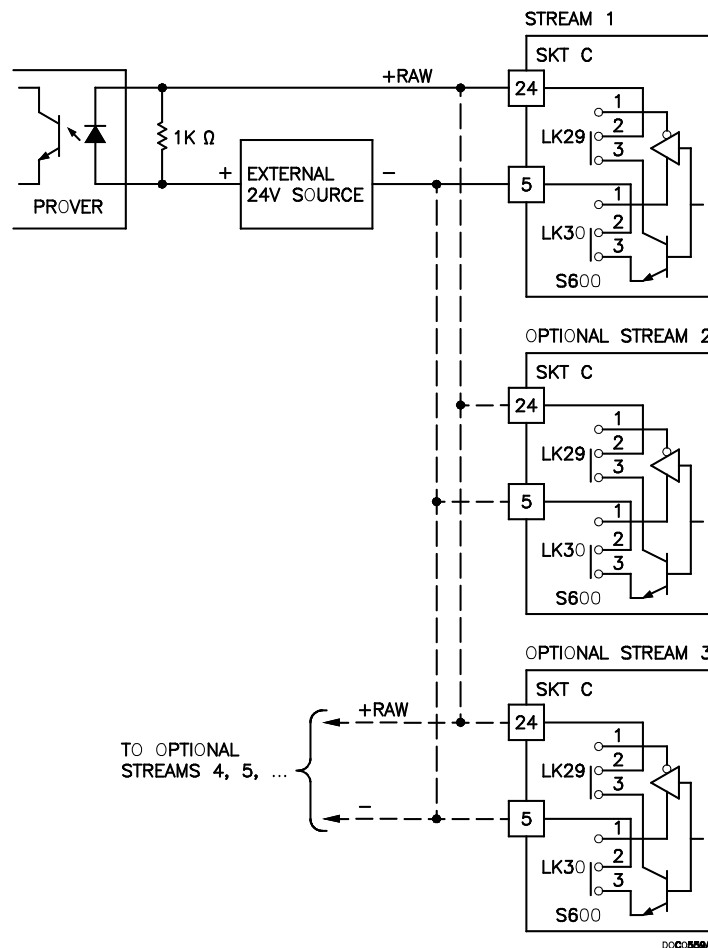 STREAM 1
SKT C
+RAW
24
1
2
LK29
3
1K Ω
+
EXTERNAL
24V SOURCE
−
5
1
PROVER
2
LK30
3
S600
OPTIONAL STREAM 2
SKT C
24
1
2
LK29
3
5
1
2
LK30
3
S600
OPTIONAL STREAM 3
SKT C
+RAW
24
1
2
LK29
3
TO OPTIONAL
STREAMS 4, 5, ...
−
5
1
2
LK30
3
S600